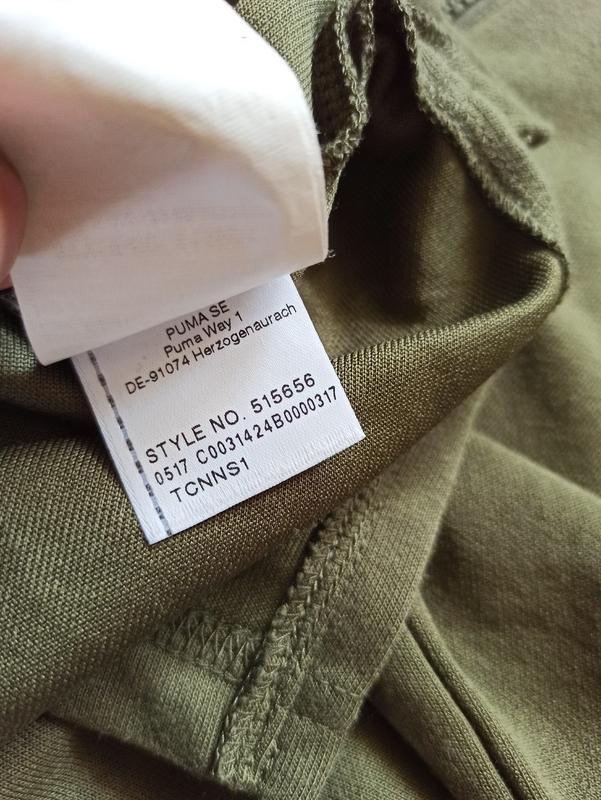 PUMA SE
Puma Way 1
DE-91074 Herzogenaurach
STYLE NO. 515656
0517 C0031424B0000317
TCNNS1